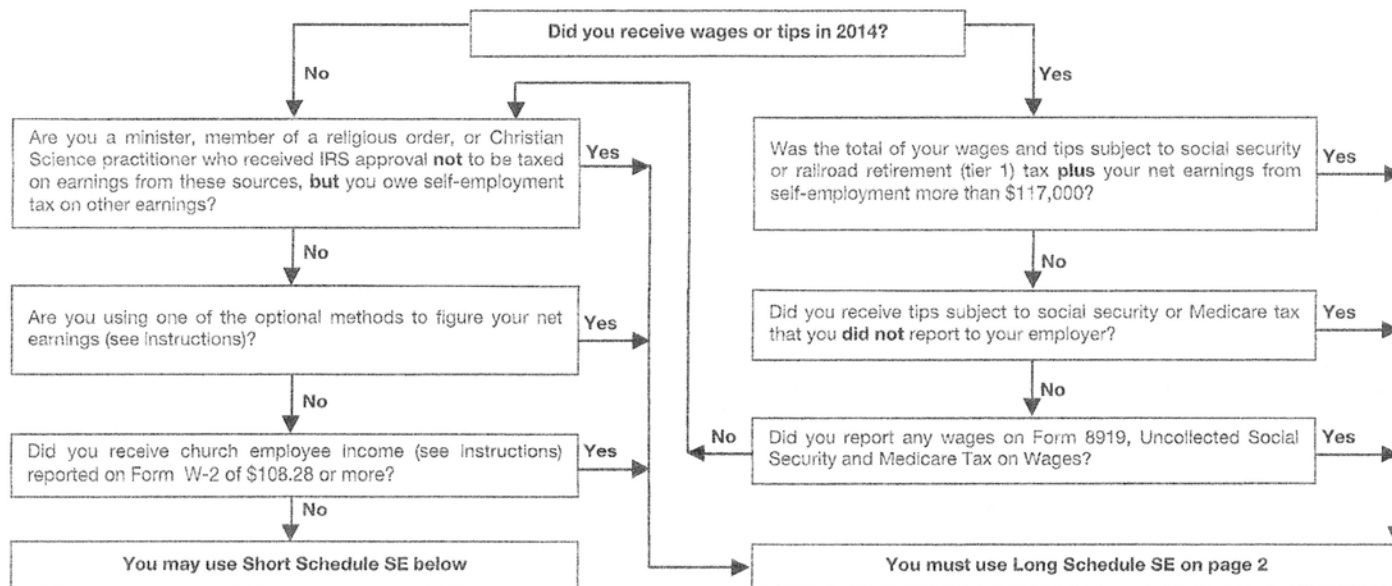 Did you receive wages or tips in 2014?
No
Yes
Are you a minister, member of a religious order, or Christian
Science practitioner who received IRS approval not to be taxed
on earnings from these sources, but you owe self-employment
tax on other earnings?
Yes
Was the total of your wages and tips subject to social security
or railroad retirement (tier 1) tax plus your net earnings from
self-employment more than $117,000?
Yes
No
No
Are you using one of the optional methods to figure your net
earnings (see instructions)?
Yes
Did you receive tips subject to social security or Medicare tax
that you did not report to your employer?
Yes
No
No
Did you receive church employee income (see instructions)
reported on Form W-2 of $108.28 or more?
Yes
No
Did you report any wages on Form 8919, Uncollected Social
Security and Medicare Tax on Wages?
Yes
No
You may use Short Schedule SE below
You must use Long Schedule SE on page 2